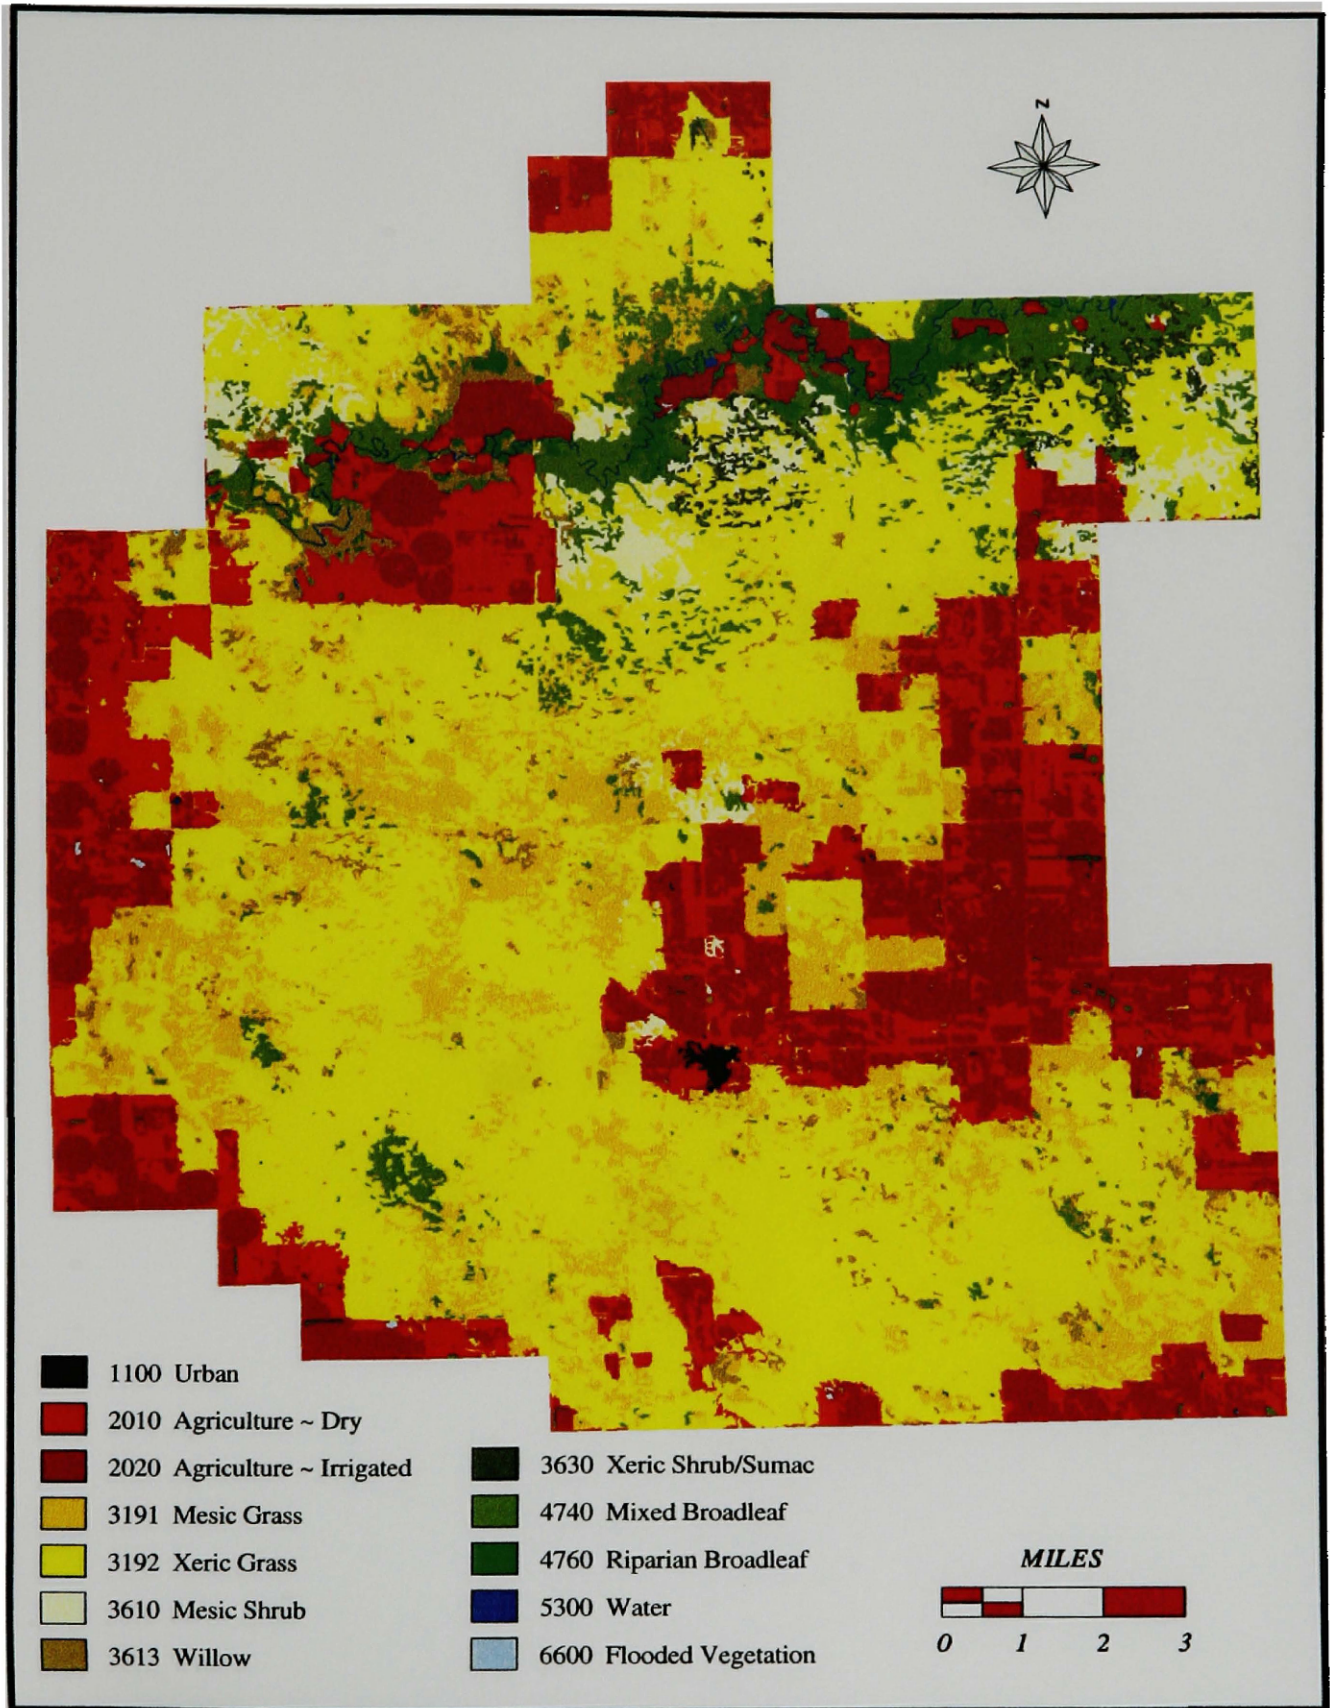 N
1100 Urban
2010 Agriculture ~ Dry
2020 Agriculture ~ Irrigated
3191 Mesic Grass
3192 Xeric Grass
3610 Mesic Shrub
3613 Willow
3630 Xeric Shrub/Sumac
4740 Mixed Broadleaf
4760 Riparian Broadleaf
5300 Water
6600 Flooded Vegetation
MILES
0 1 2 3